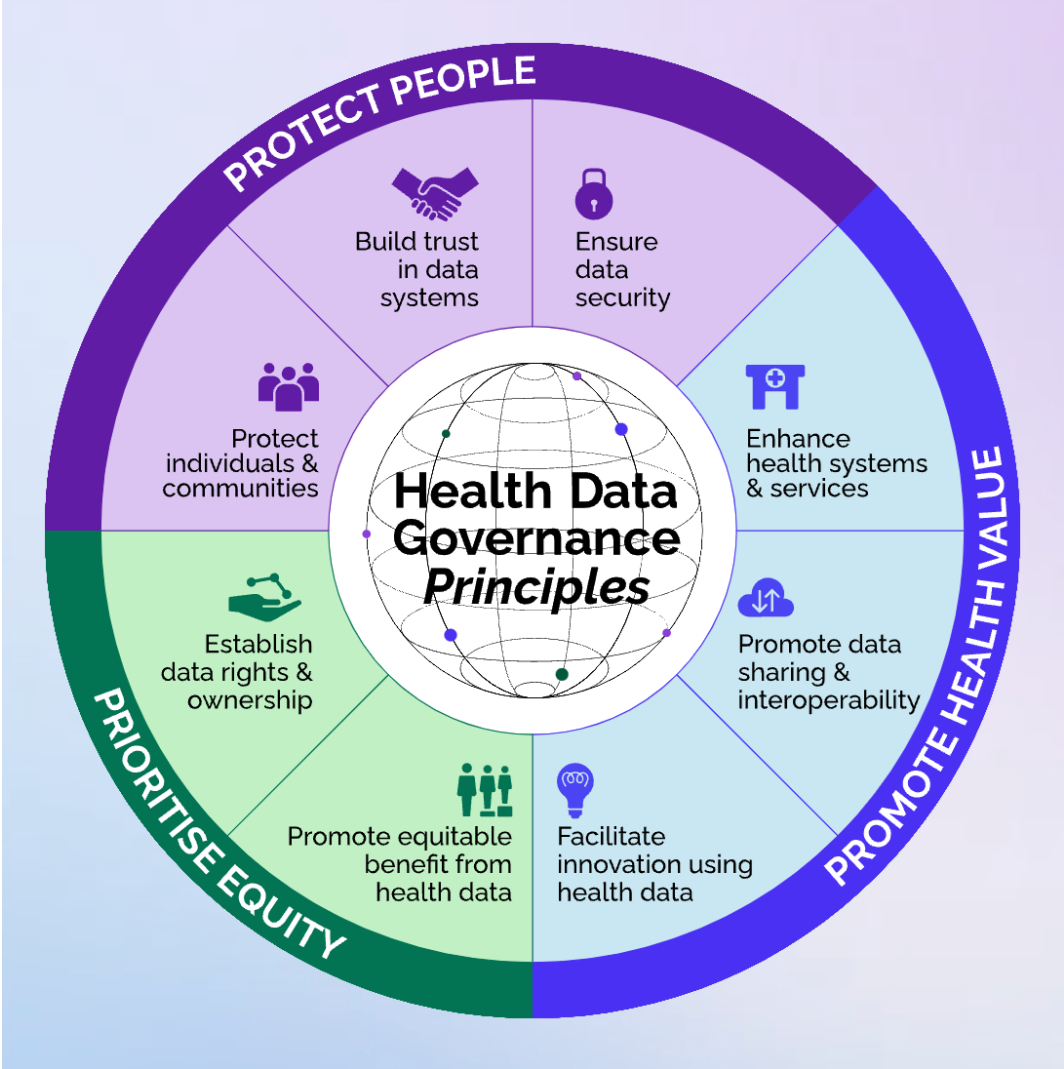 PROTECT PEOPLE
Build trust
in data
systems
Ensure
data
security
Protect
individuals &
communities
Enhance
health systems
& services
Health Data
Governance
Principles
PROMOTE HEALTH VALUE
Establish
data rights &
ownership
Promote data
sharing &
interoperability
PRIORITISE EQUITY
Promote equitable
benefit from
health data
Facilitate
innovation using
health data